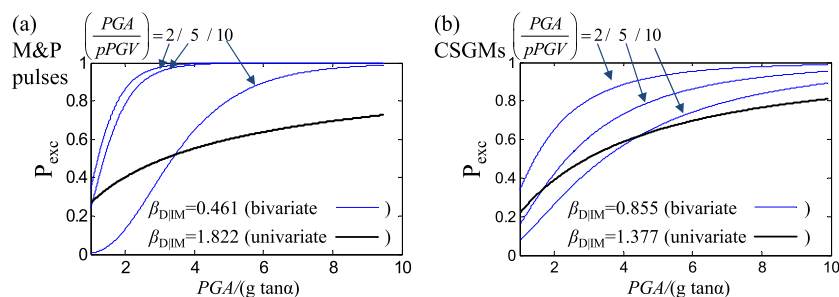 (a)
M&P
pulses
(PGA/pPGV) = 2 / 5 / 10
P_exc
1
0.8
0.6
0.4
0.2
0
β_D|IM=0.461 (bivariate )
β_D|IM=1.822 (univariate )
2 4 6 8 10
PGA/(g tanα)
(b)
CSGMs
(PGA/pPGV) = 2 / 5 / 10
P_exc
1
0.8
0.6
0.4
0.2
0
β_D|IM=0.855 (bivariate )
β_D|IM=1.377 (univariate )
2 4 6 8 10
PGA/(g tanα)